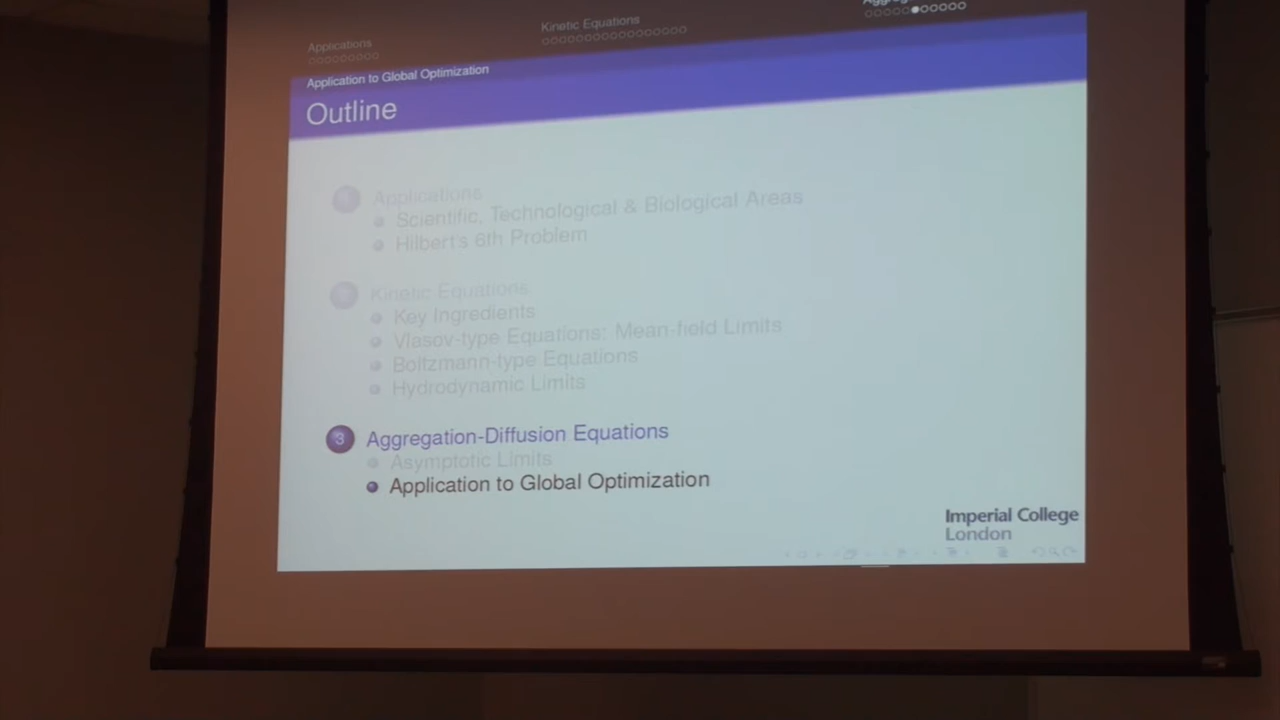 Applications
Kinetic Equations
Application to Global Optimization
Outline
Applications
Scientific, Technological & Biological Areas
Hilbert's 6th Problem
Kinetic Equations
Key Ingredients
Vlasov-type Equations: Mean-field Limits
Boltzmann-type Equations
Hydrodynamic Limits
3 Aggregation-Diffusion Equations
Asymptotic Limits
Application to Global Optimization
Imperial College
London